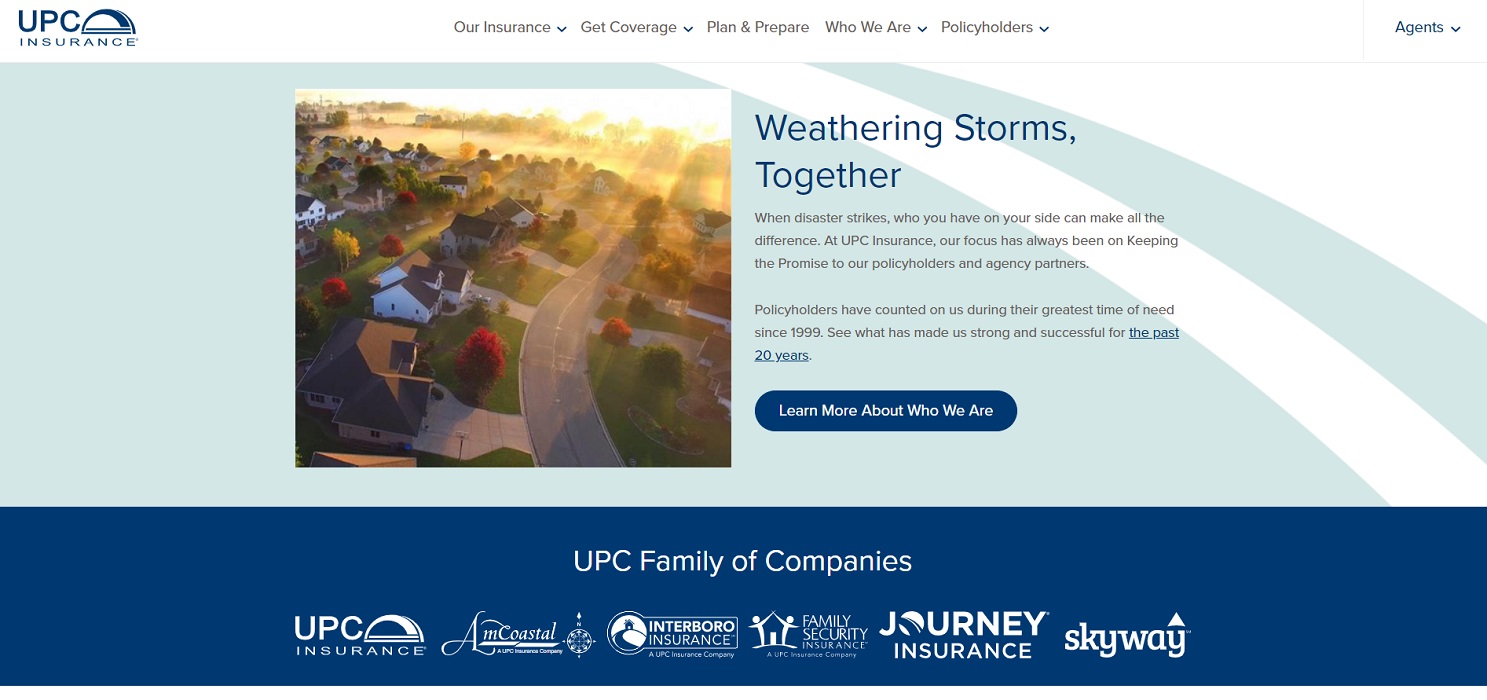 UPC
INSURANCE®
Our Insurance
Get Coverage
Plan & Prepare
Who We Are
Policyholders
Agents
Weathering Storms,
Together
When disaster strikes, who you have on your side can make all the
difference. At UPC Insurance, our focus has always been on Keeping
the Promise to our policyholders and agency partners.
Policyholders have counted on us during their greatest time of need
since 1999. See what has made us strong and successful for the past
20 years.
Learn More About Who We Are
UPC Family of Companies
UPC
INSURANCE®
AmCoastal
A UPC Insurance Company
N
INTERBORO
INSURANCE
A UPC Insurance Company
FAMILY
SECURITY
INSURANCE
A UPC Insurance Company
JOURNEY®
INSURANCE
skyway